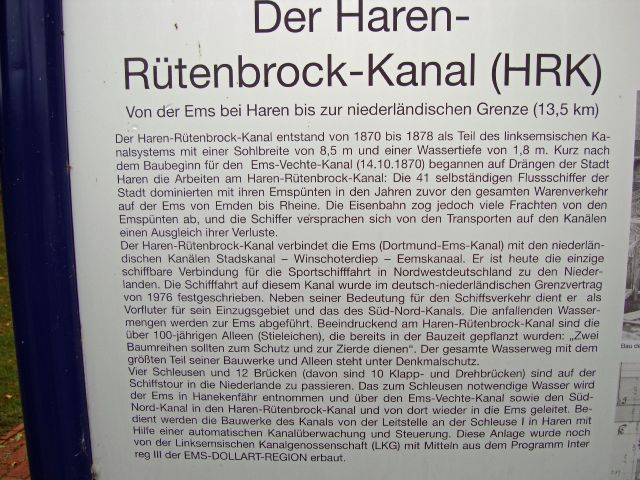 Der Haren-
Rütenbrock-Kanal (HRK)
Von der Ems bei Haren bis zur niederländischen Grenze (13,5 km)
Der Haren-Rütenbrock-Kanal entstand von 1870 bis 1878 als Teil des linksemsischen Ka-
nalsystems mit einer Sohlbreite von 8,5 m und einer Wassertiefe von 1,8 m. Kurz nach
dem Baubeginn für den Ems-Vechte-Kanal (14.10.1870) begannen auf Drängen der Stadt
Haren die Arbeiten am Haren-Rütenbrock-Kanal: Die 41 selbständigen Flussschiffer der
Stadt dominierten mit ihren Emspünten in den Jahren zuvor den gesamten Warenverkehr
auf der Ems von Emden bis Rheine. Die Eisenbahn zog jedoch viele Frachten von den
Emspünten ab, und die Schiffer versprachen sich von den Transporten auf den Kanälen
einen Ausgleich ihrer Verluste.
Der Haren-Rütenbrock-Kanal verbindet die Ems (Dortmund-Ems-Kanal) mit den niederlän-
dischen Kanälen Stadskanal – Winschoterdiep – Eemskanaal. Er ist heute die einzige
schiffbare Verbindung für die Sportschifffahrt in Nordwestdeutschland zu den Nieder-
landen. Die Schifffahrt auf diesem Kanal wurde im deutsch-niederländischen Grenzvertrag
von 1976 festgeschrieben. Neben seiner Bedeutung für den Schiffsverkehr dient er als
Vorfluter für sein Einzugsgebiet und das des Süd-Nord-Kanals. Die anfallenden Wasser-
mengen werden zur Ems abgeführt. Beeindruckend am Haren-Rütenbrock-Kanal sind die
über 100-jährigen Alleen (Stieleichen), die bereits in der Bauzeit gepflanzt wurden: „Zwei
Baumreihen sollten zum Schutz und zur Zierde dienen“. Der gesamte Wasserweg mit dem
größten Teil seiner Bauwerke und Alleen steht unter Denkmalschutz.
Vier Schleusen und 12 Brücken (davon sind 10 Klapp- und Drehbrücken) sind auf der
Schiffstour in die Niederlande zu passieren. Das zum Schleusen notwendige Wasser wird
der Ems in Hanekenfähr entnommen und über den Ems-Vechte-Kanal sowie den Süd-
Nord-Kanal in den Haren-Rütenbrock-Kanal und von dort wieder in die Ems geleitet. Be-
dient werden die Bauwerke des Kanals von der Leitstelle an der Schleuse I in Haren mit
Hilfe einer automatischen Kanalüberwachung und Steuerung. Diese Anlage wurde noch
von der Linksemsischen Kanalgenossenschaft (LKG) mit Mitteln aus dem Programm Inter
reg III der EMS-DOLLART-REGION erbaut.
Bau d